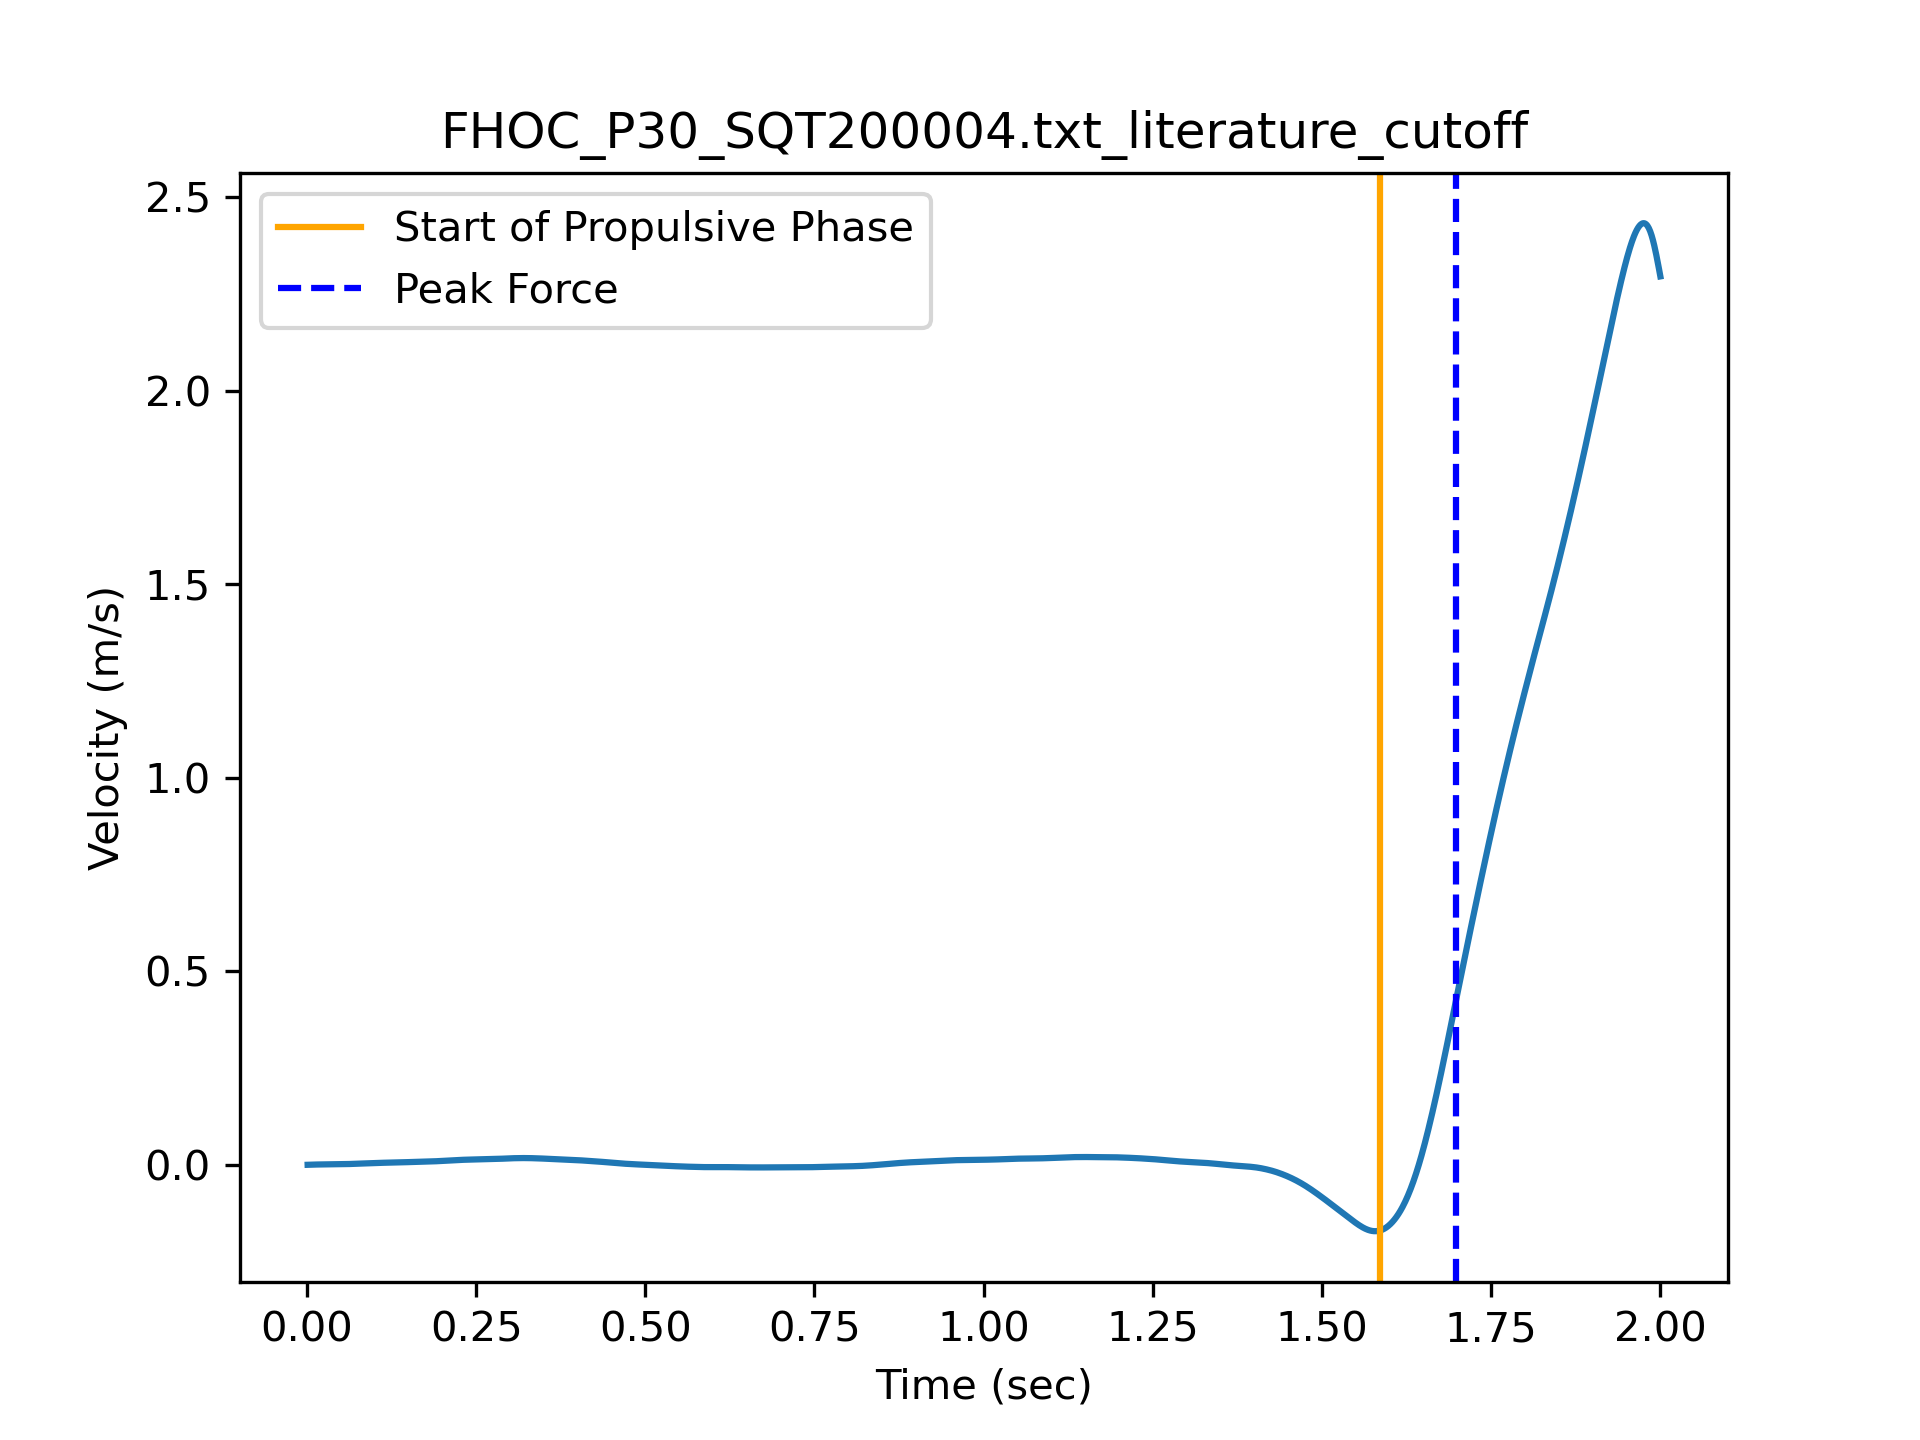 FHOC_P30_SQT200004.txt_literature_cutoff
Start of Propulsive Phase
Peak Force
2.5
2.0
1.5
1.0
0.5
0.0
Velocity (m/s)
0.00 0.25 0.50 0.75 1.00 1.25 1.50 1.75 2.00
Time (sec)